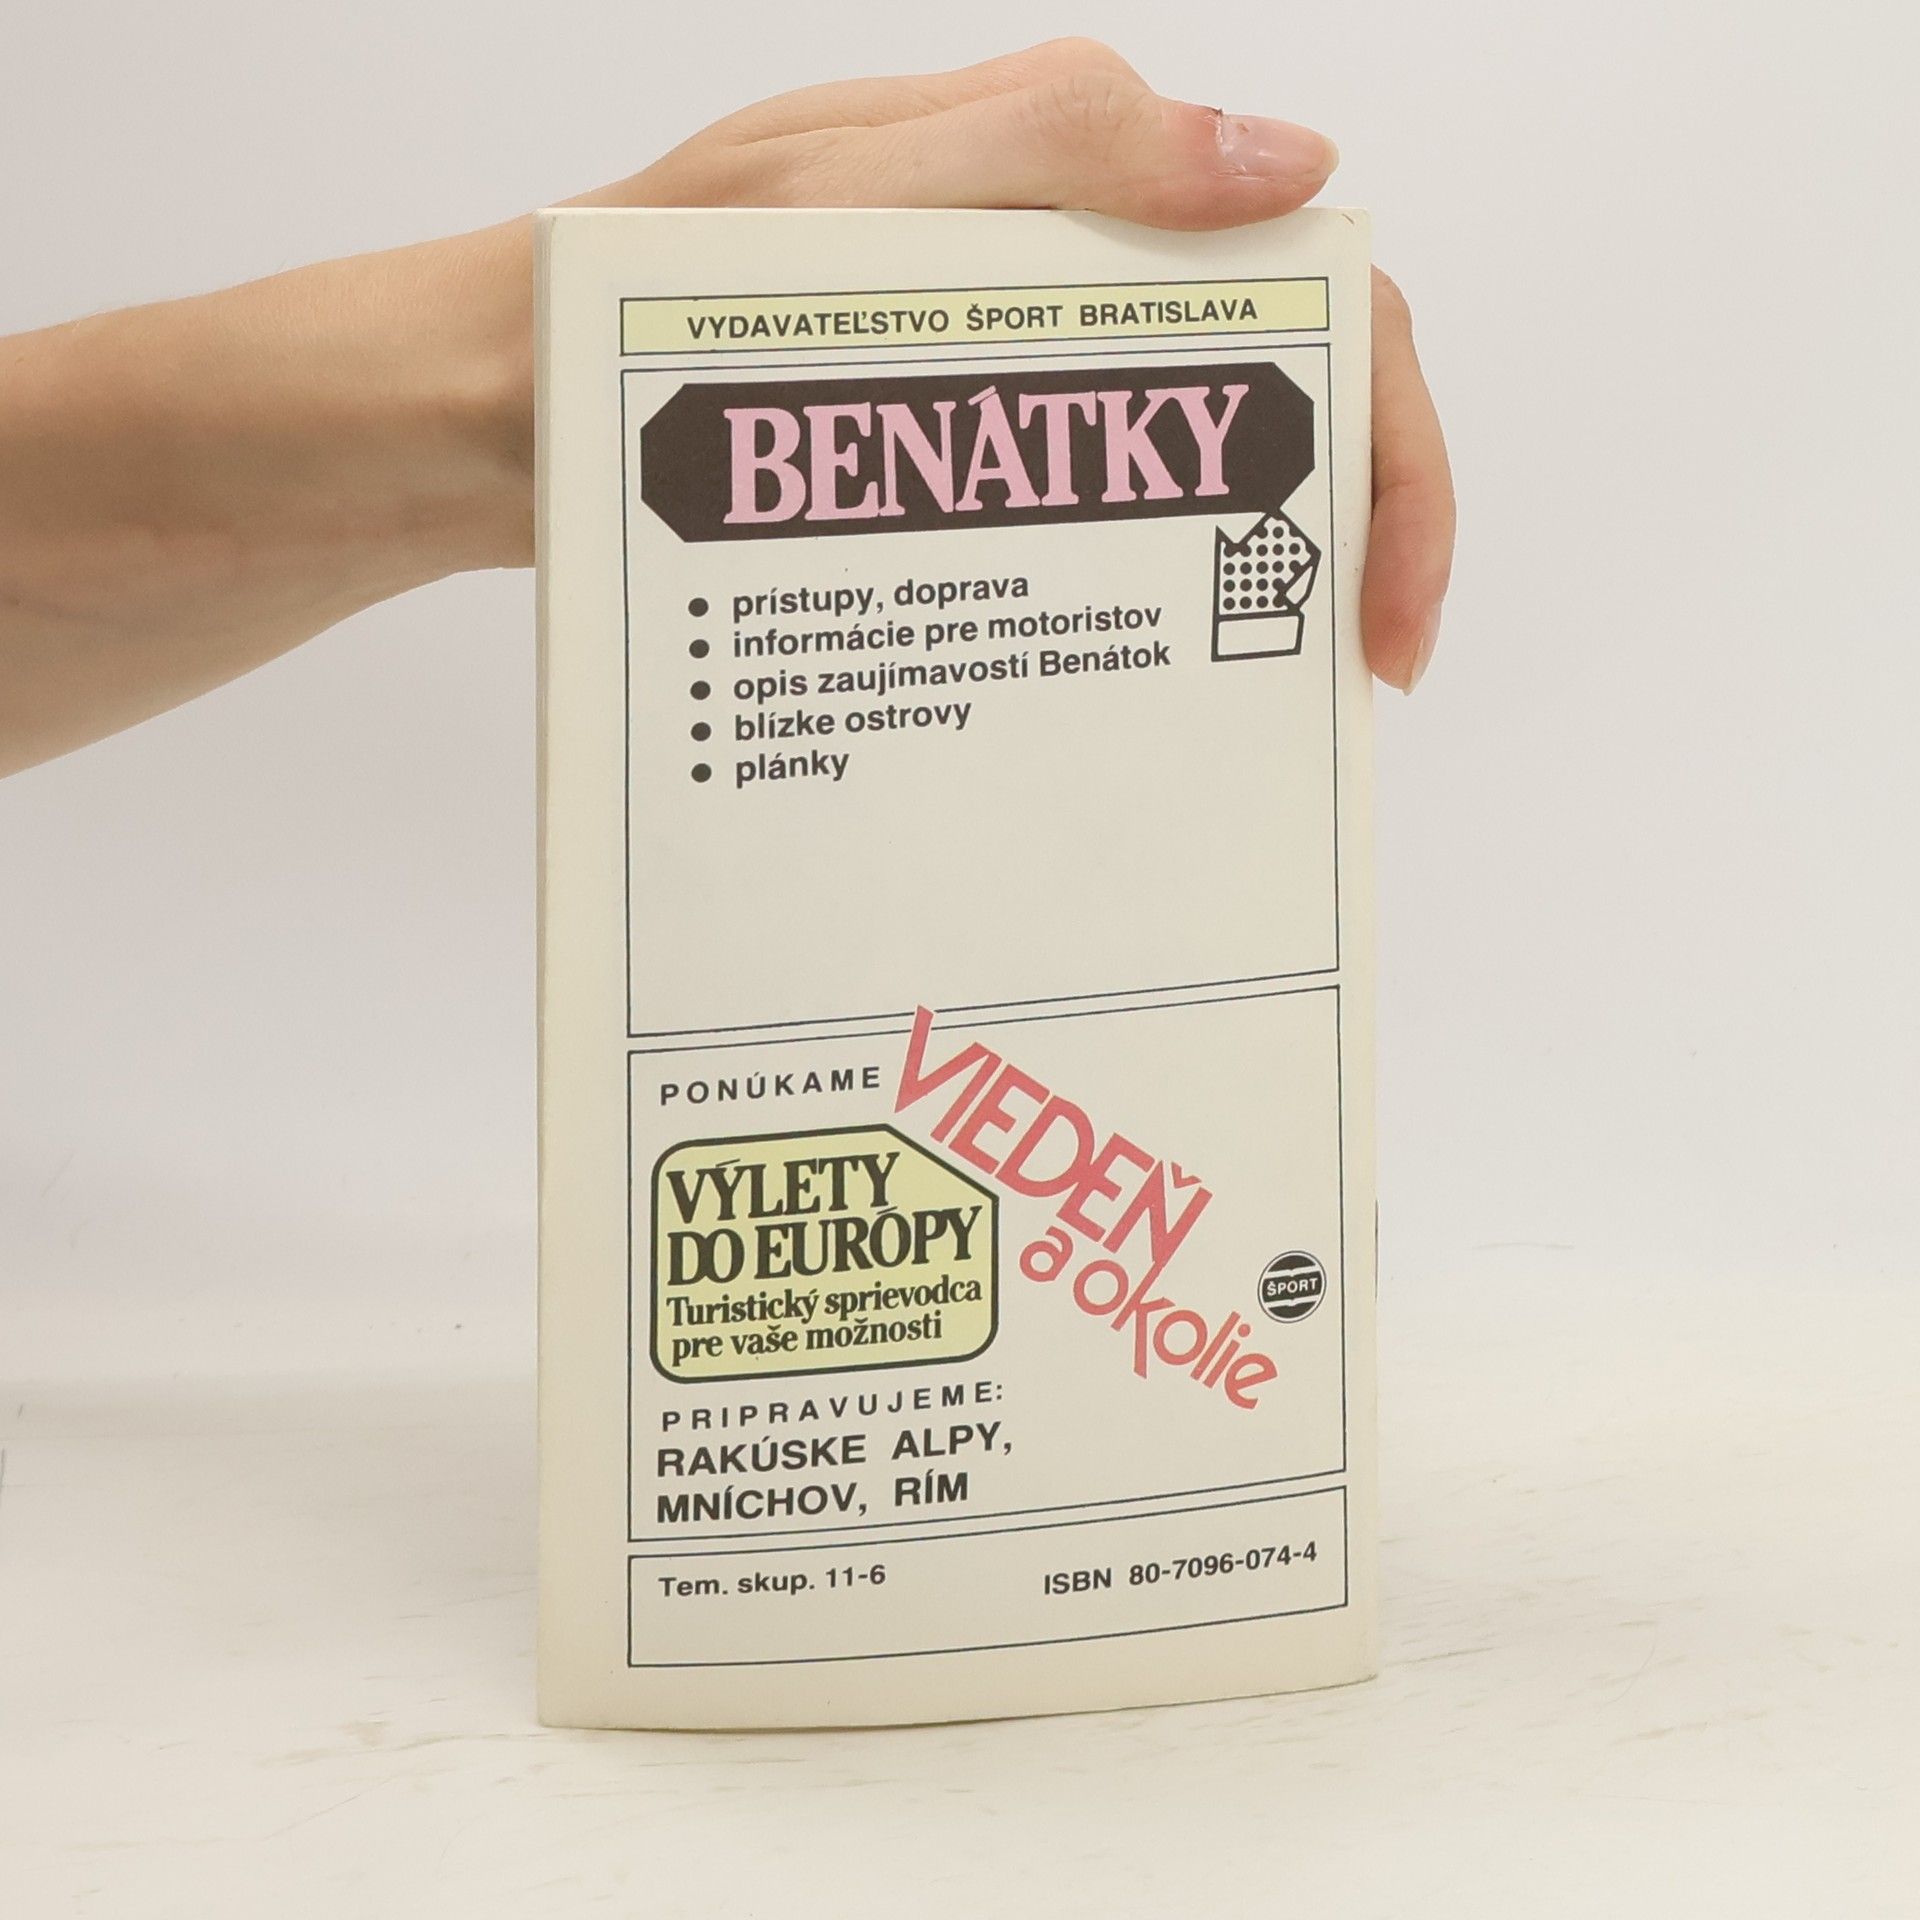 VYDAVATEĽSTVO ŠPORT BRATISLAVA
BENÁTKY
● prístupy, doprava
● informácie pre motoristov
● opis zaujímavostí Benátok
● blízke ostrovy
● plánky
PONÚKAME
VIEDEŇ
a okolie
VÝLETY
DO EURÓPY
Turistický sprievodca
pre vaše možnosti
ŠPORT
PRIPRAVUJEME:
RAKÚSKE ALPY,
MNÍCHOV, RÍM
Tem. skup. 11-6
ISBN 80-7096-074-4